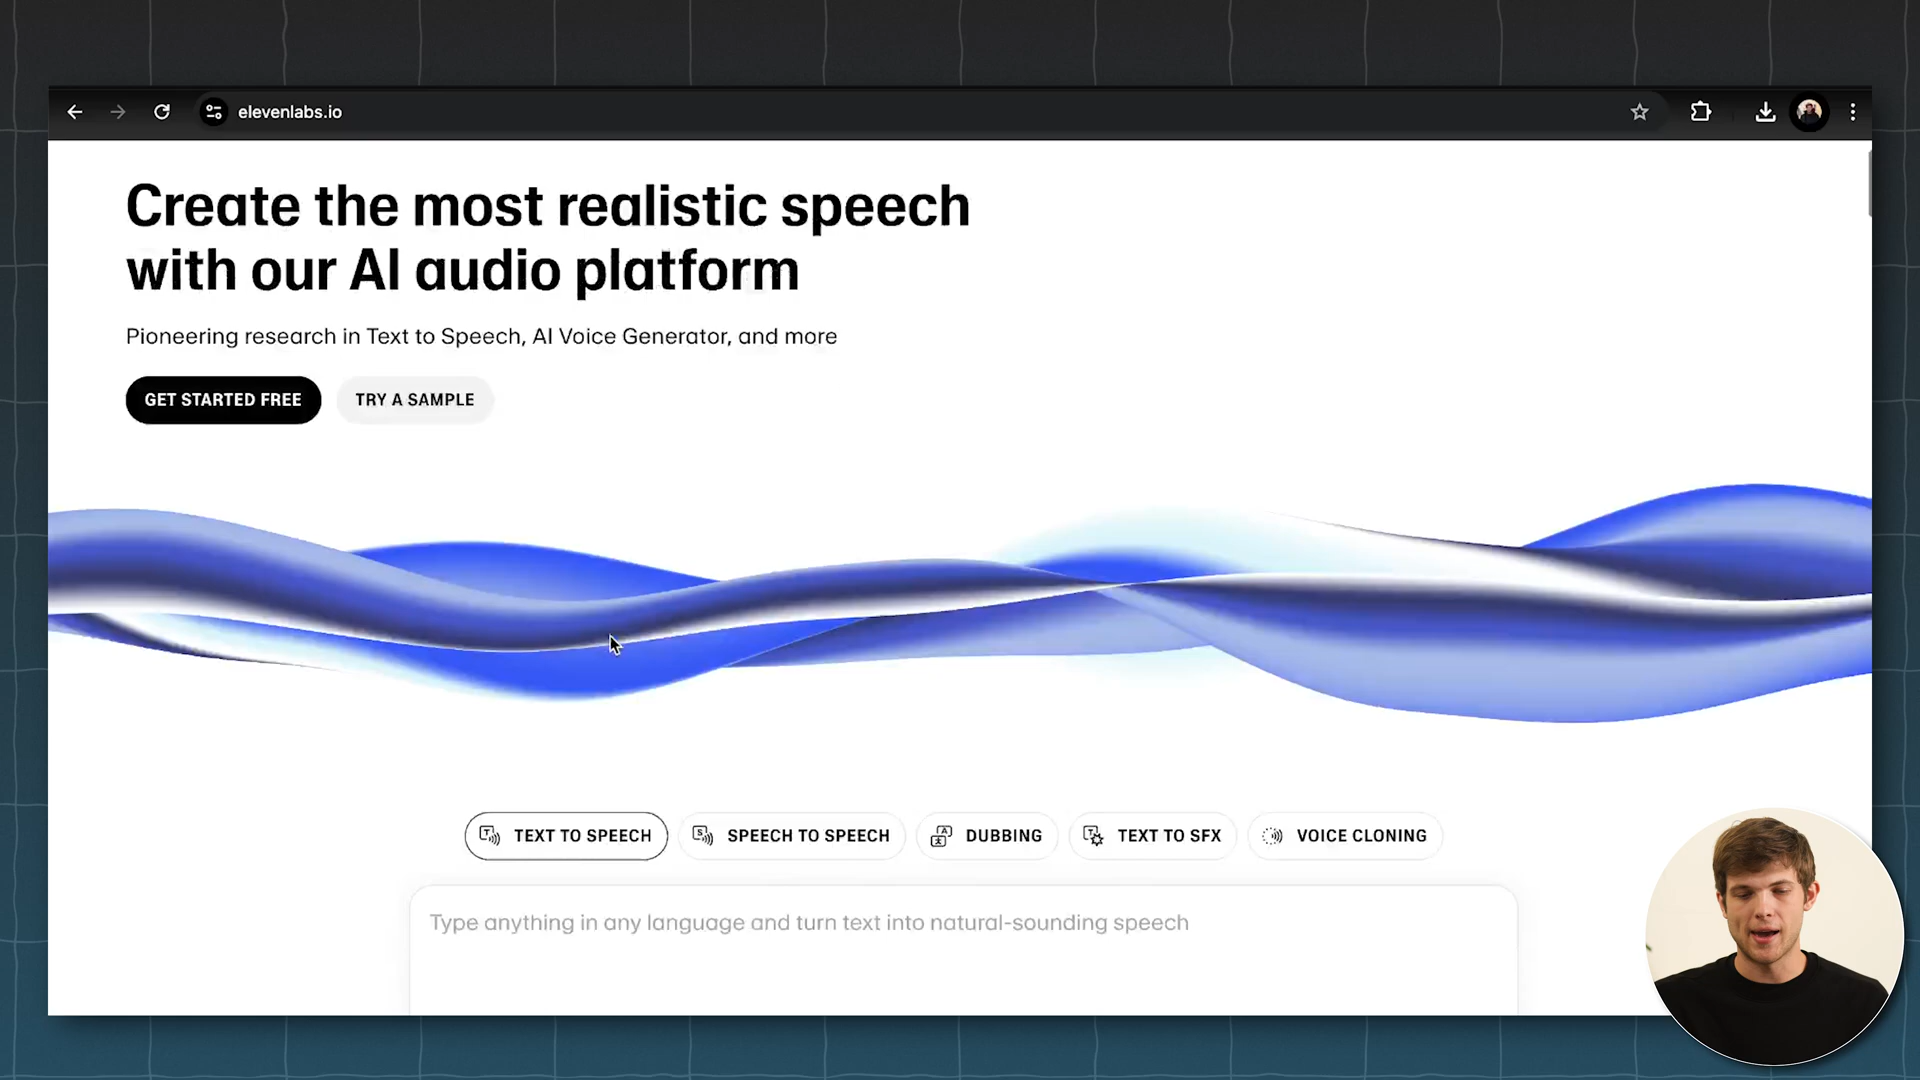 elevenlabs.io
Create the most realistic speech
with our AI audio platform
Pioneering research in Text to Speech, AI Voice Generator, and more
GET STARTED FREE
TRY A SAMPLE
TEXT TO SPEECH
SPEECH TO SPEECH
DUBBING
TEXT TO SFX
VOICE CLONING
Type anything in any language and turn text into natural-sounding speech